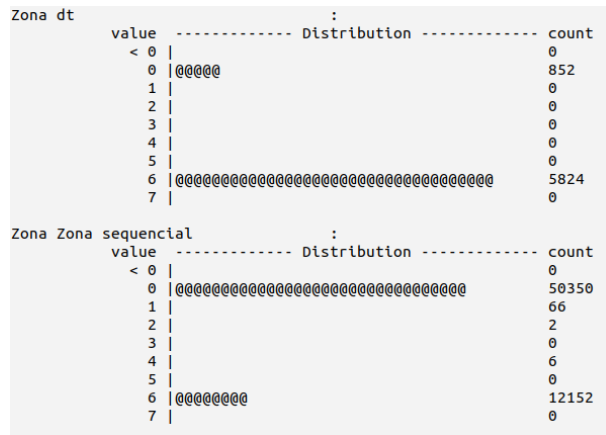 Zona dt                                   :
           value  ------------- Distribution ------------- count
             < 0 |                                         0
               0 |@@@@@                                    852
               1 |                                         0
               2 |                                         0
               3 |                                         0
               4 |                                         0
               5 |                                         0
               6 |@@@@@@@@@@@@@@@@@@@@@@@@@@@@@@@@@@@      5824
               7 |                                         0
Zona Zona sequencial                      :
           value  ------------- Distribution ------------- count
             < 0 |                                         0
               0 |@@@@@@@@@@@@@@@@@@@@@@@@@@@@@@@@         50350
               1 |                                         66
               2 |                                         2
               3 |                                         0
               4 |                                         6
               5 |                                         0
               6 |@@@@@@@@                                 12152
               7 |                                         0